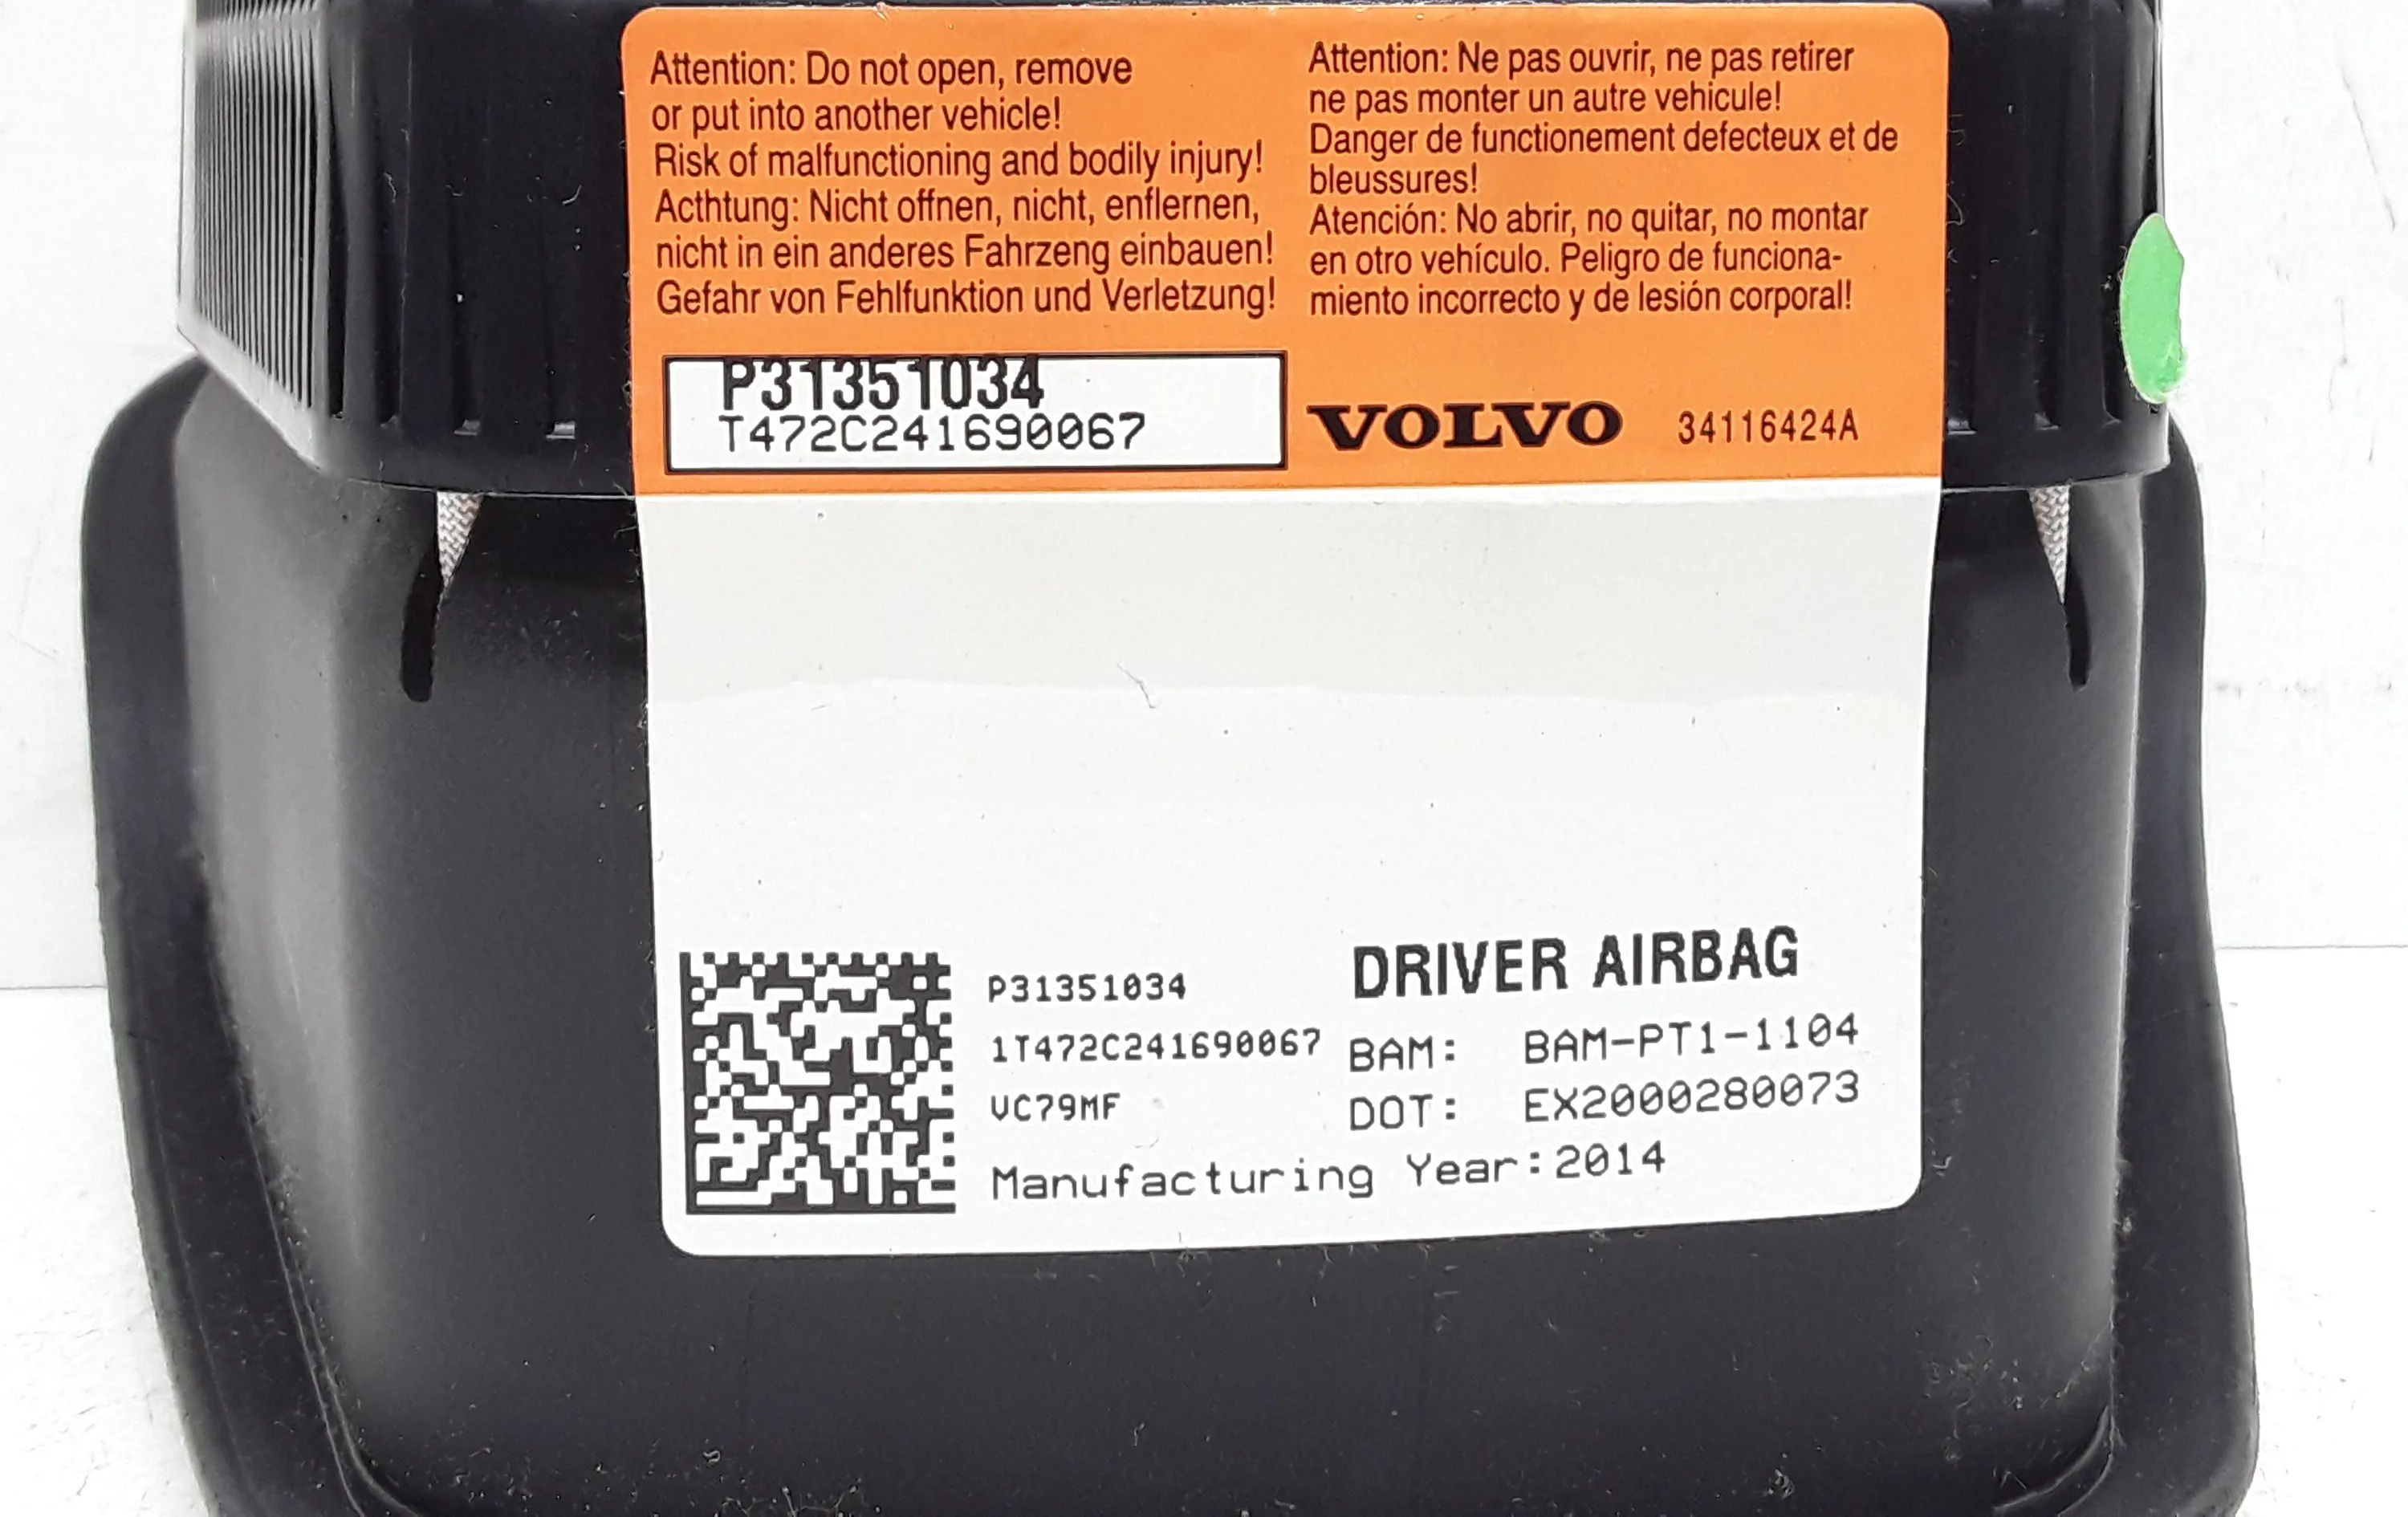 Attention: Do not open, remove
or put into another vehicle!
Risk of malfunctioning and bodily injury!
Acthtung: Nicht offnen, nicht, enflernen,
nicht in ein anderes Fahrzeng einbauen!
Gefahr von Fehlfunktion und Verletzung!
Attention: Ne pas ouvrir, ne pas retirer
ne pas monter un autre vehicule!
Danger de functionement defecteux et de
bleussures!
Atención: No abrir, no quitar, no montar
en otro vehículo. Peligro de funciona-
miento incorrecto y de lesión corporal!
P31351034
T472C241690067
VOLVO 34116424A
DRIVER AIRBAG
P31351034
1T472C241690067
VC79MF
BAM: BAM-PT1-1104
DOT: EX2000280073
Manufacturing Year:2014